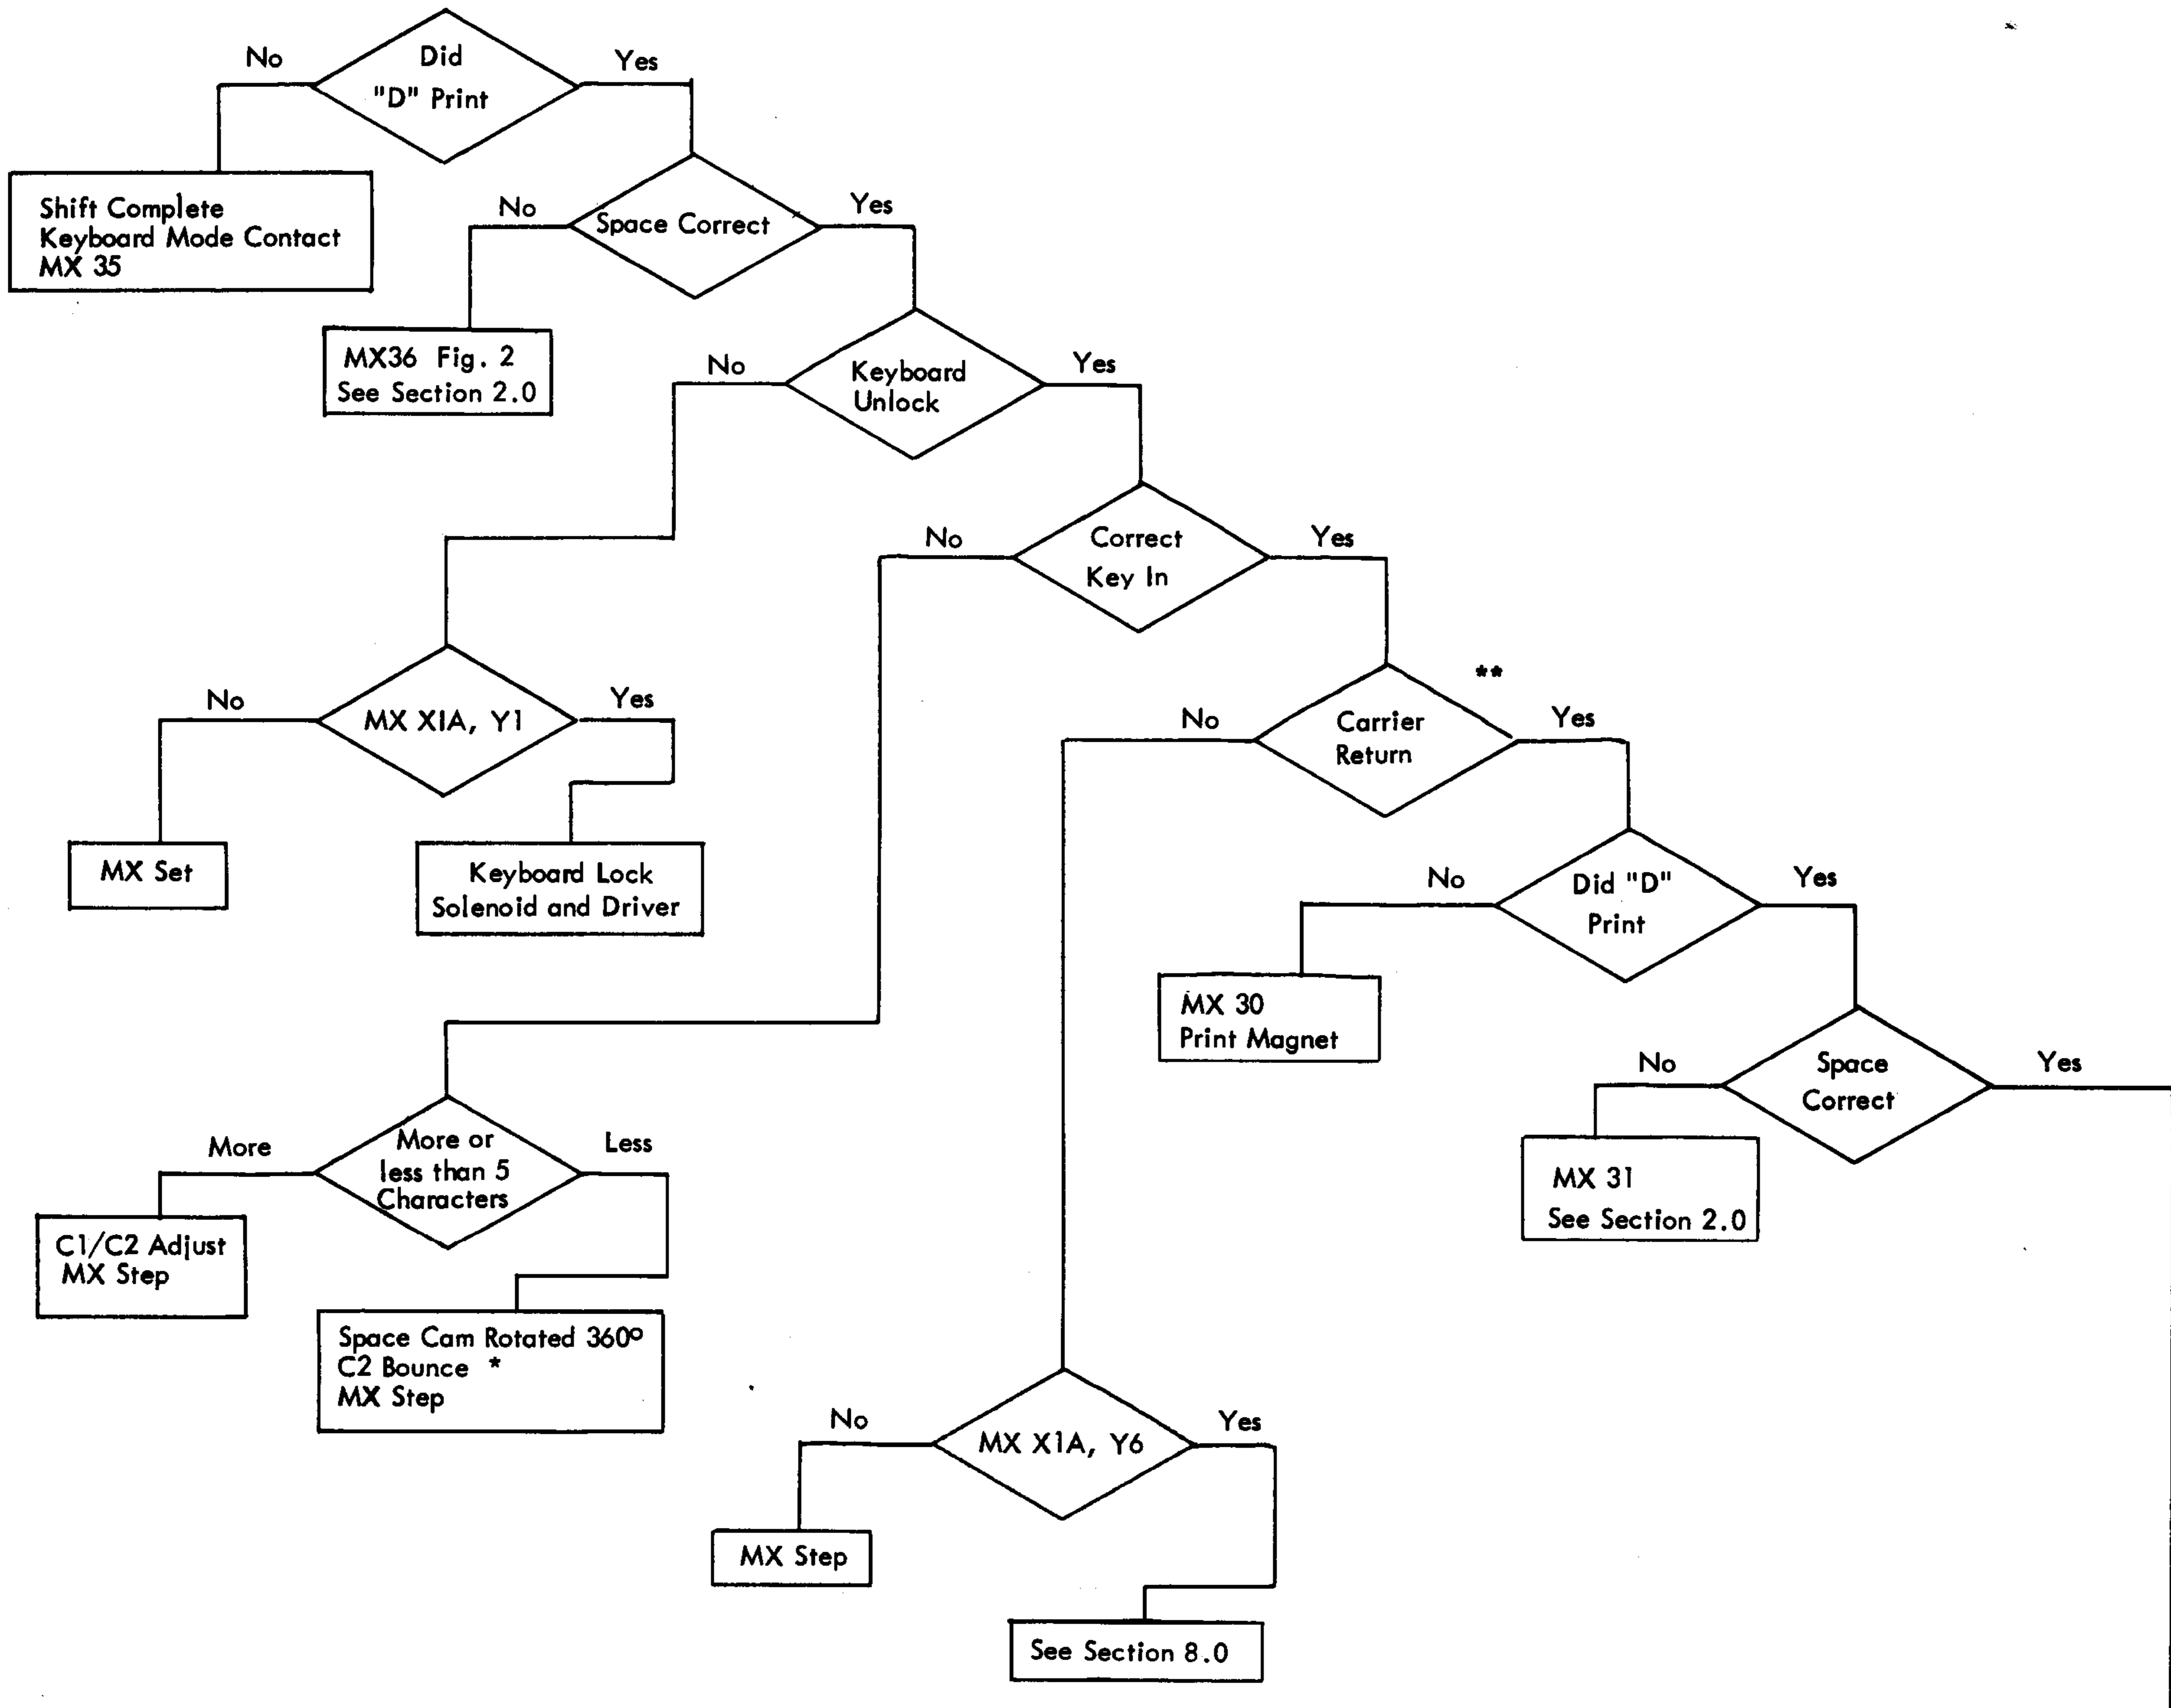 Did
"D" Print
No
Yes
Shift Complete
Keyboard Mode Contact
MX 35
Space Correct
No
Yes
MX36 Fig. 2
See Section 2.0
Keyboard
Unlock
No
Yes
Correct
Key In
No
Yes
MX X1A, Y1
No
Yes
MX Set
Keyboard Lock
Solenoid and Driver
**
Carrier
Return
No
Yes
Did "D"
Print
No
Yes
MX 30
Print Magnet
Space
Correct
No
Yes
MX 31
See Section 2.0
More or
less than 5
Characters
More
Less
C1/C2 Adjust
MX Step
Space Cam Rotated 360°
C2 Bounce *
MX Step
MX X1A, Y6
No
Yes
MX Step
See Section 8.0